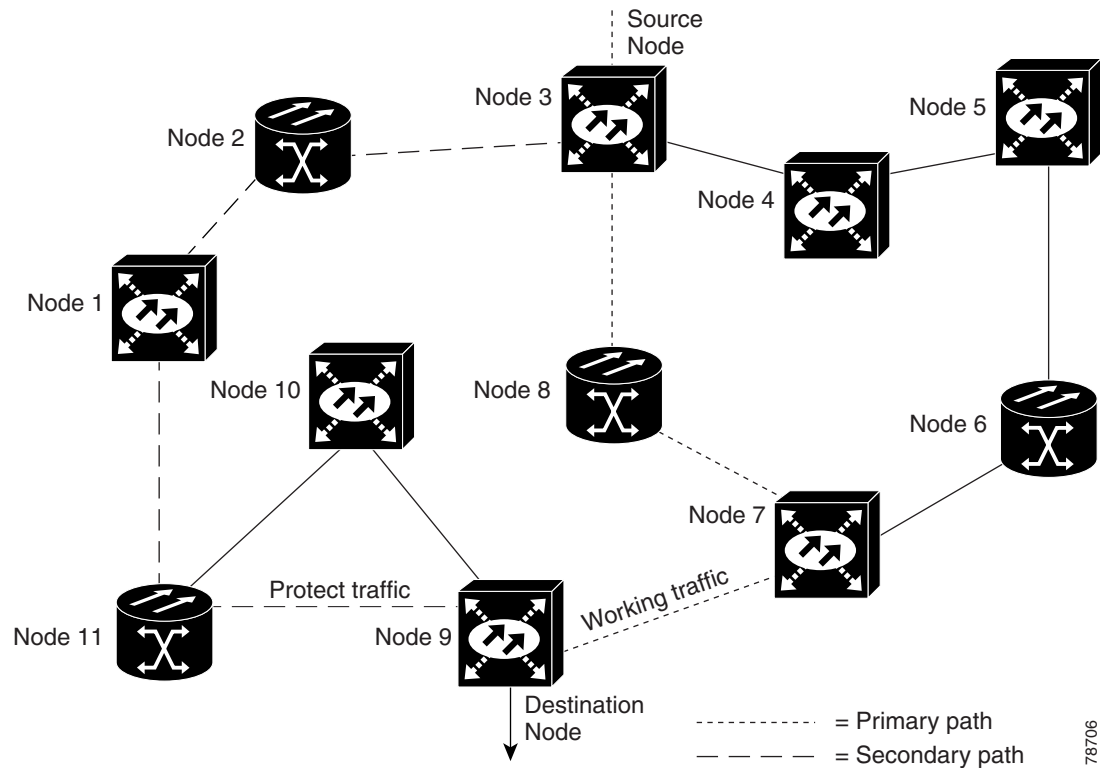 Source
Node
Node 3
Node 5
Node 2
Node 4
Node 1
Node 10
Node 8
Node 6
Node 7
Protect traffic
Working traffic
Node 11
Node 9
Destination
Node
= Primary path
= Secondary path
78706